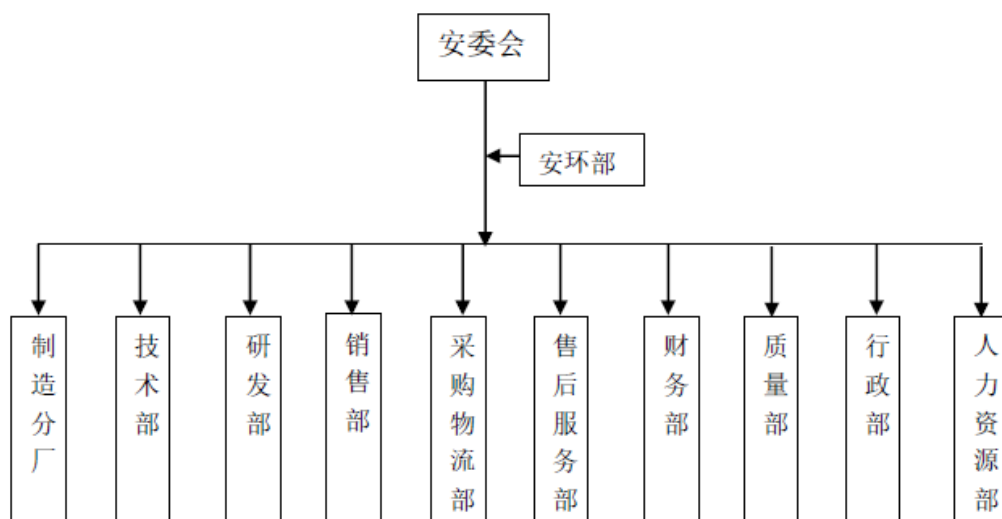 安委会
安环部
制造分厂
技术部
研发部
销售部
采购物流部
售后服务部
财务部
质量部
行政部
人力资源部